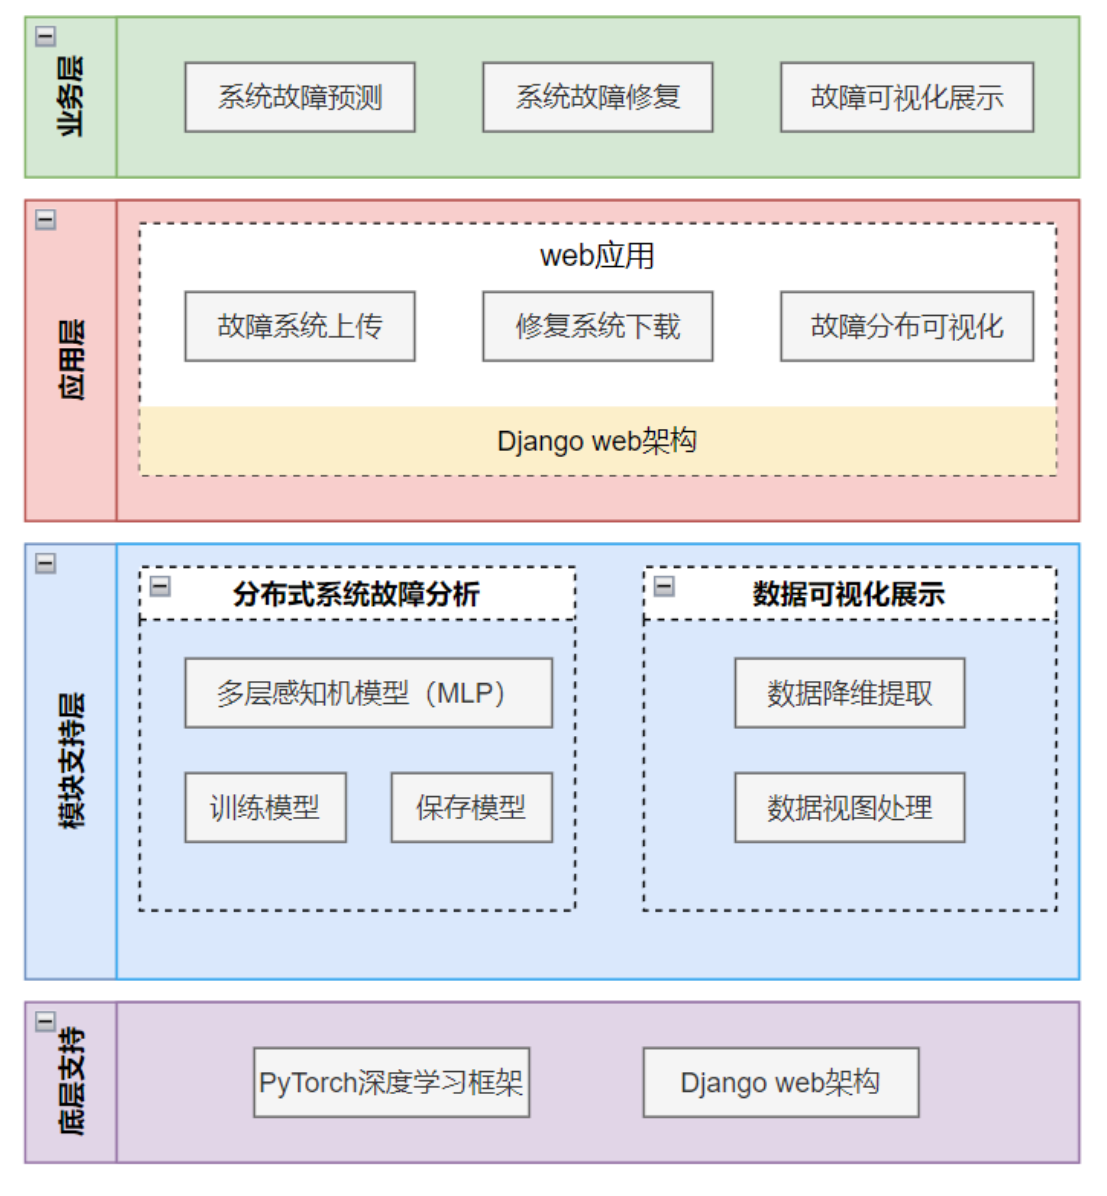 业务层
系统故障预测
系统故障修复
故障可视化展示
应用层
web应用
故障系统上传
修复系统下载
故障分布可视化
Django web架构
模块支持层
分布式系统故障分析
多层感知机模型（MLP）
训练模型
保存模型
数据可视化展示
数据降维提取
数据视图处理
底层支持
PyTorch深度学习框架
Django web架构